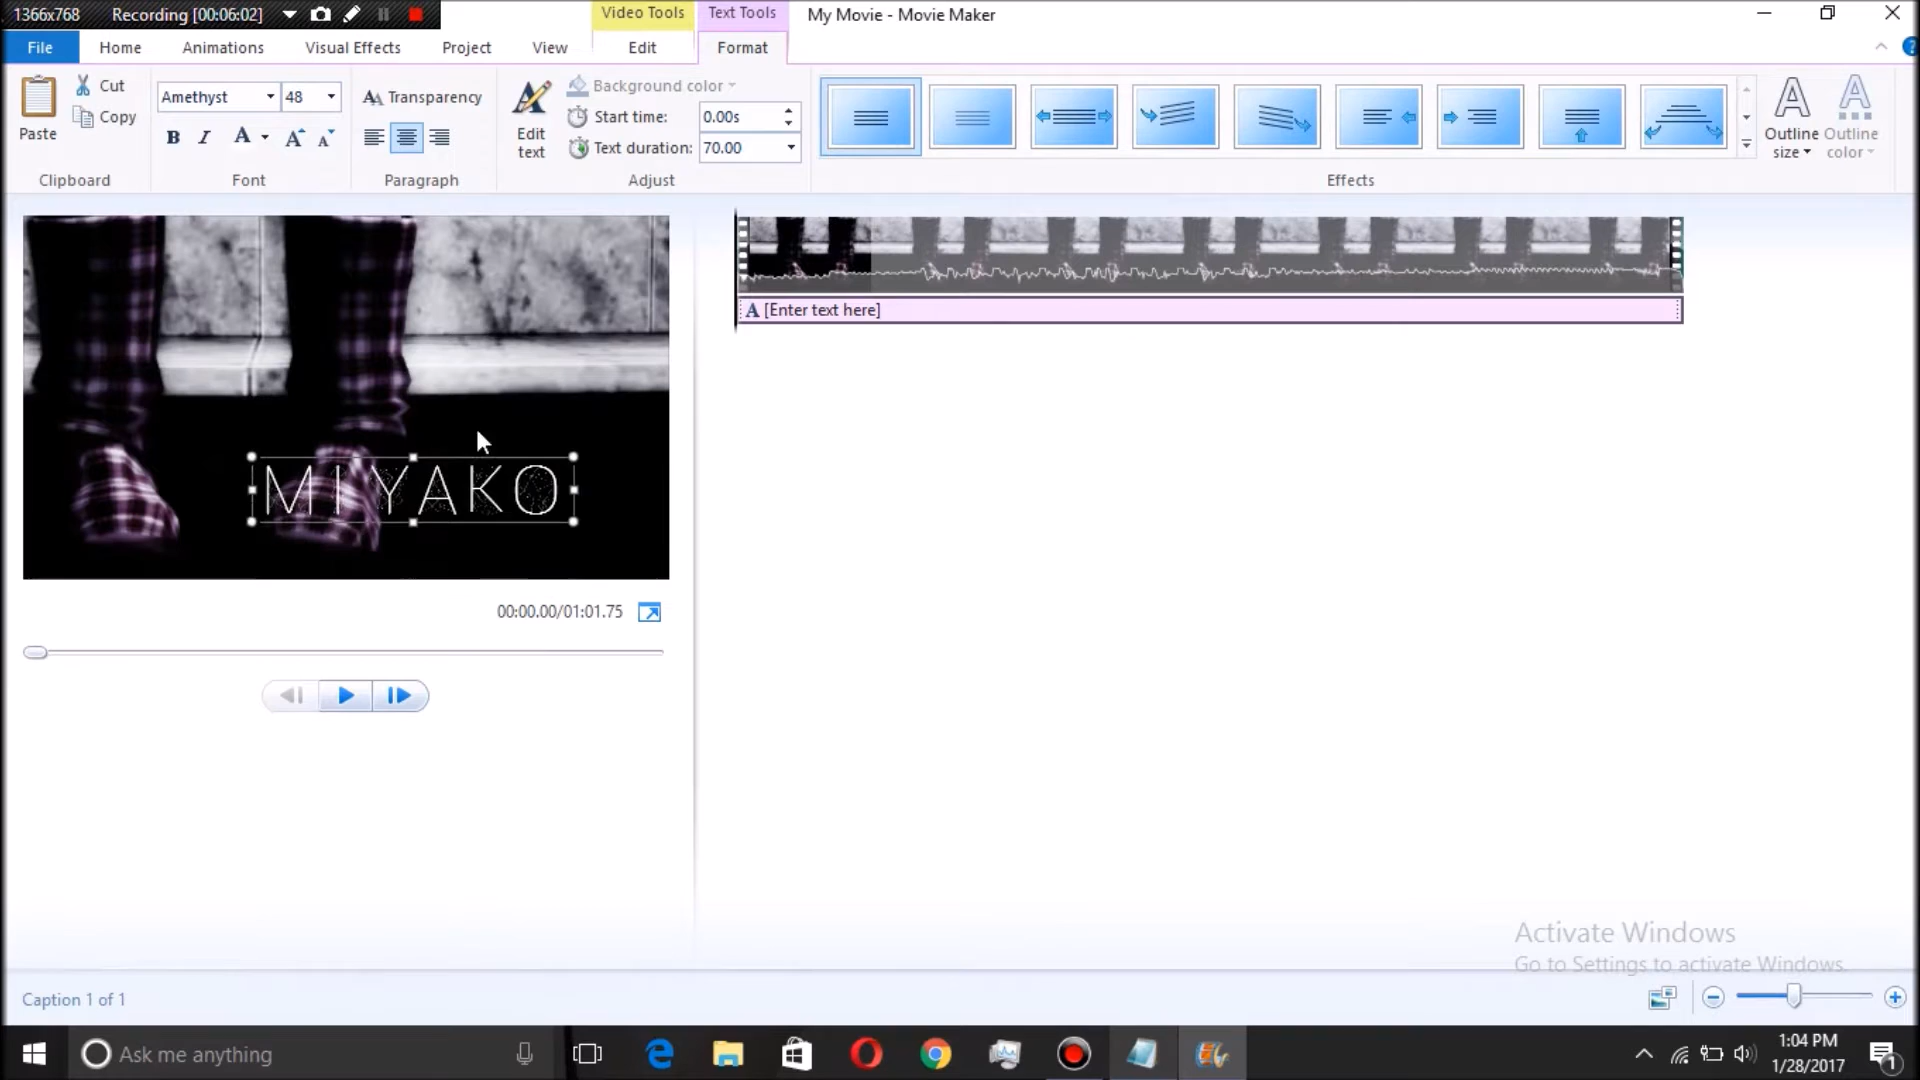 1366x768 Recording [00:06:02]
Video Tools Text Tools My Movie - Movie Maker
File Home Animations Visual Effects Project View Edit Format
Paste Cut Copy
Clipboard
Amethyst 48
B I A A A
Font
Transparency
Paragraph
Edit text
Background color
Start time: 0.00s
Text duration: 70.00
Adjust
Effects
Outline size
Outline color
MIYAKO
A [Enter text here]
00:00.00/01:01.75
Activate Windows
Go to Settings to activate Windows.
Caption 1 of 1
Ask me anything
1:04 PM
1/28/2017
1